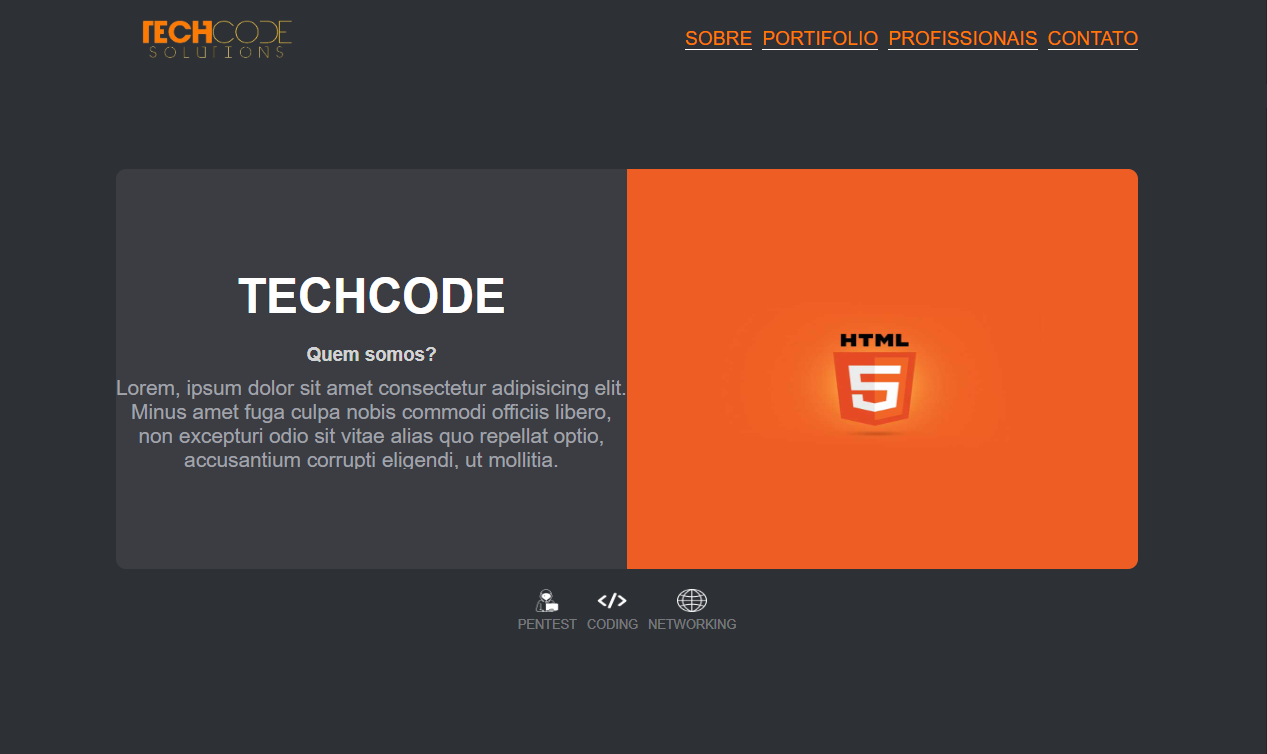 TECHCODE
SOLUTIONS
SOBRE PORTIFOLIO PROFISSIONAIS CONTATO
TECHCODE
Quem somos?
Lorem, ipsum dolor sit amet consectetur adipisicing elit.
Minus amet fuga culpa nobis commodi officiis libero,
non excepturi odio sit vitae alias quo repellat optio,
accusantium corrupti eligendi, ut mollitia.
HTML
5
</>
PENTEST CODING NETWORKING